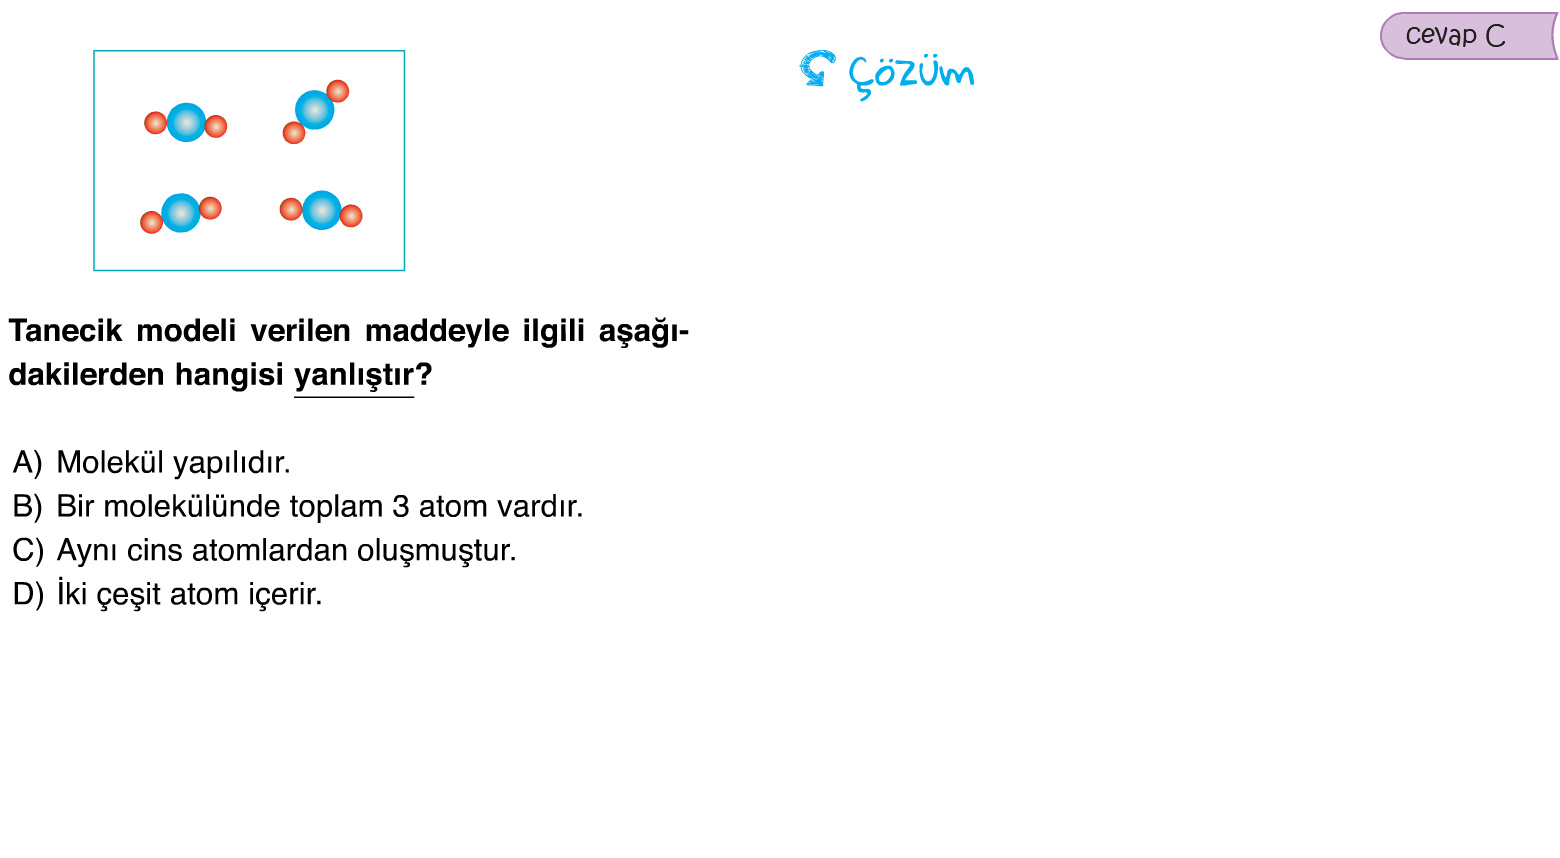 Tanecik modeli verilen maddeyle ilgili aşağı-
dakilerden hangisi yanlıştır?
A) Molekül yapılıdır.
B) Bir molekülünde toplam 3 atom vardır.
C) Aynı cins atomlardan oluşmuştur.
D) İki çeşit atom içerir.
Çözüm
cevap C